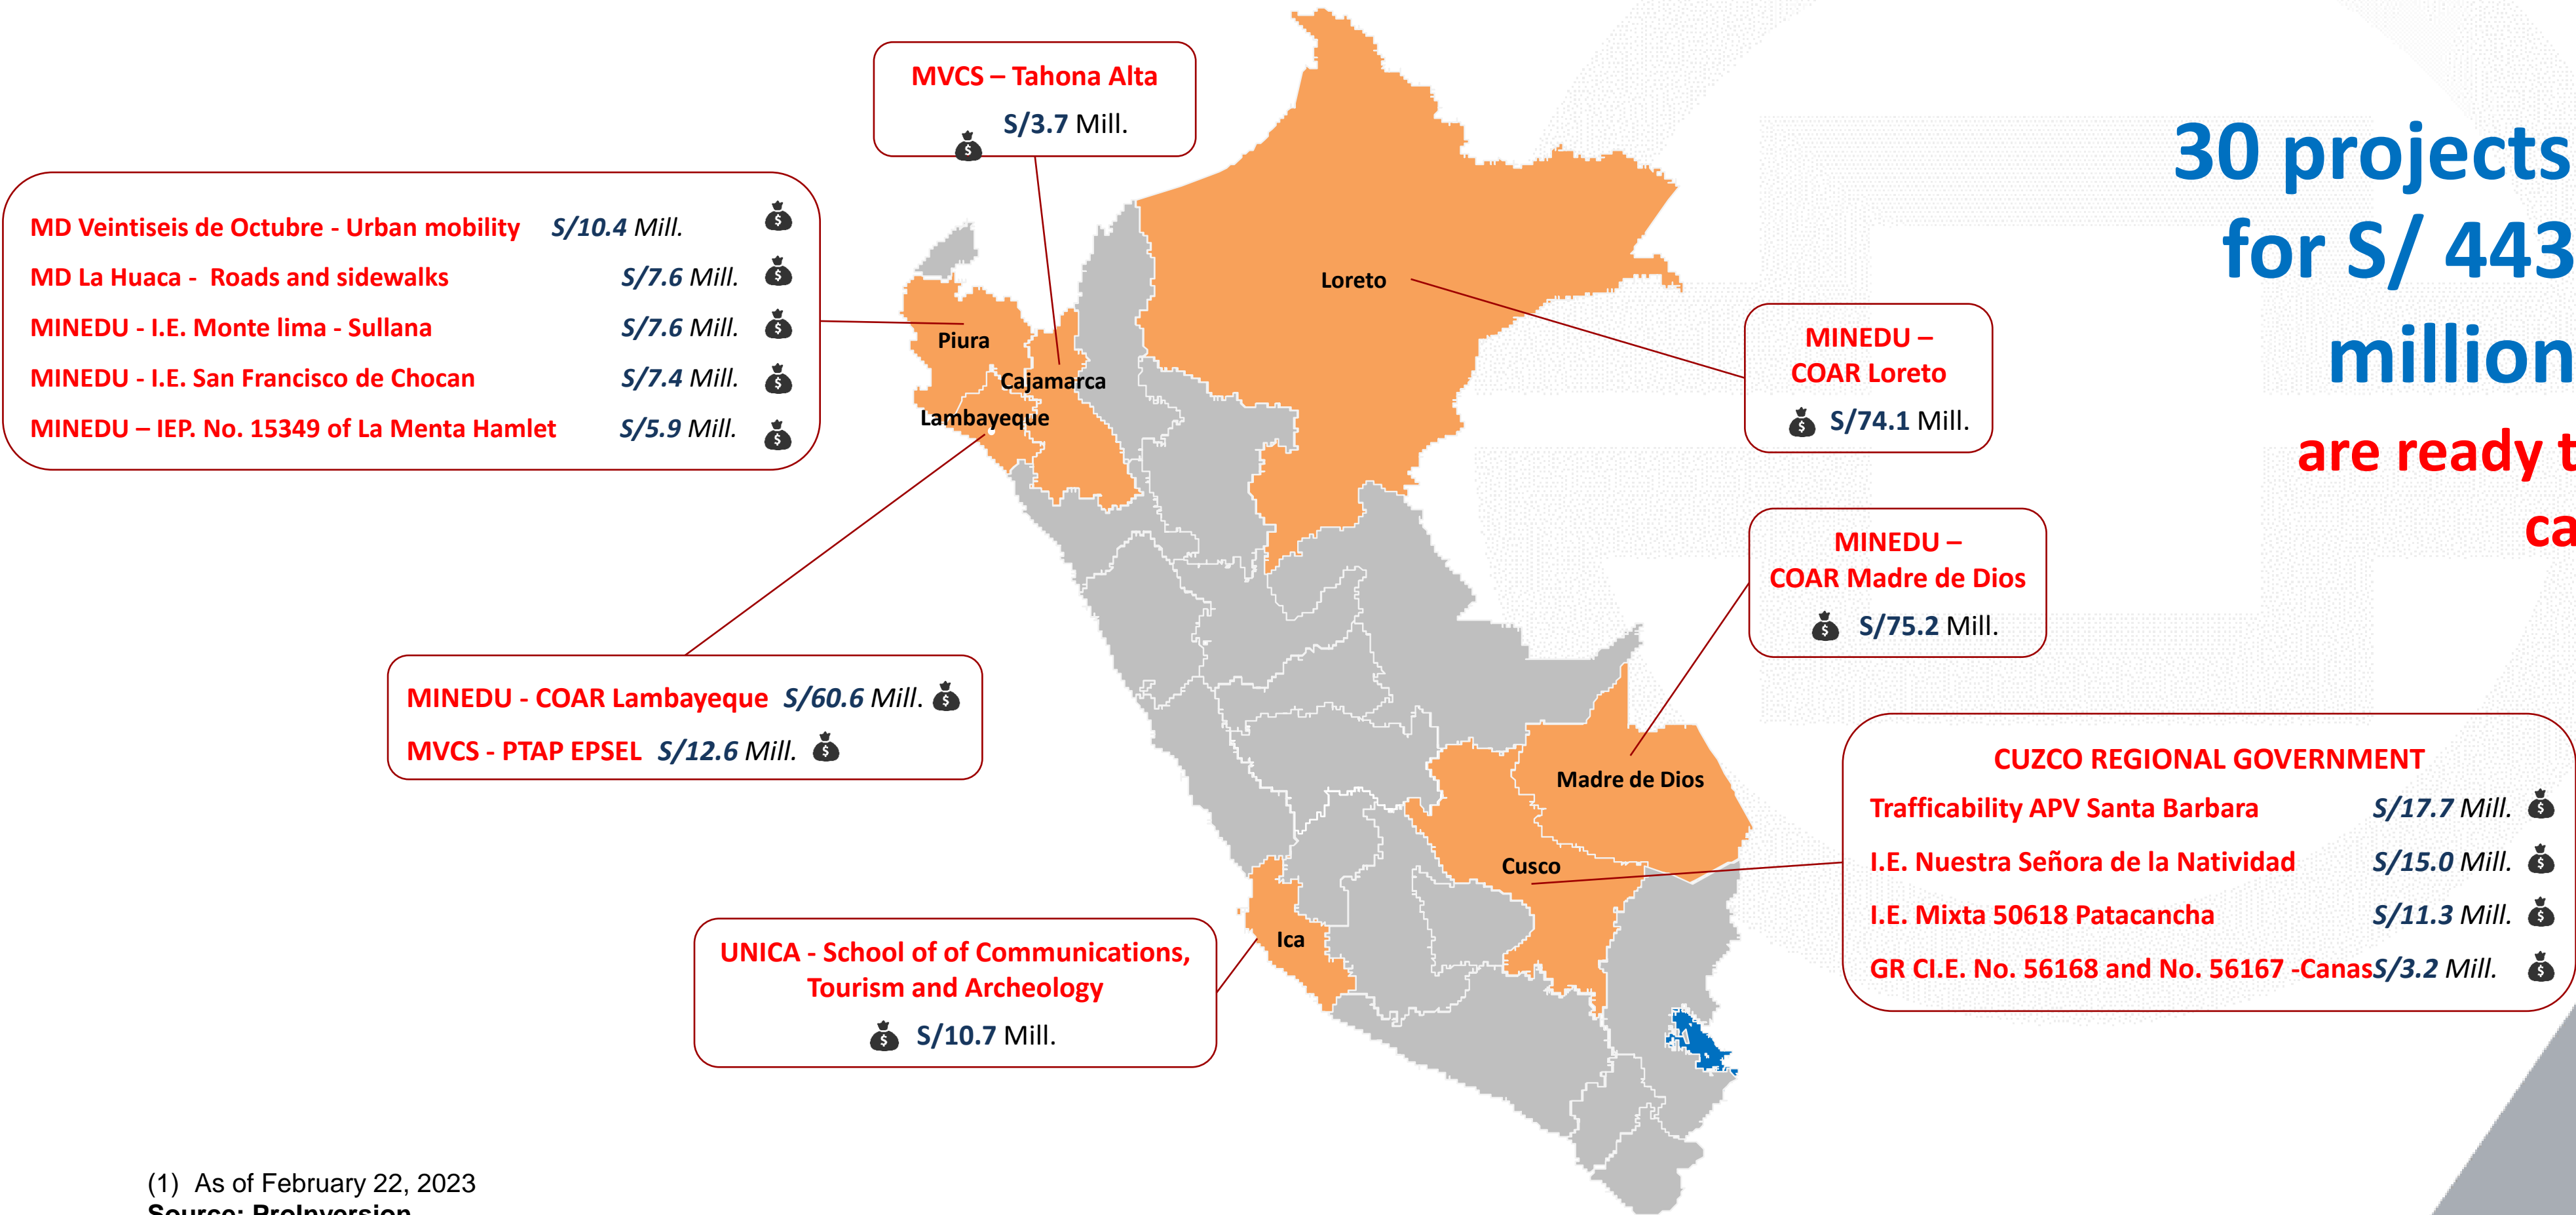 MVCS – Tahona Alta
S/3.7 Mill.
MD Veintiseis de Octubre - Urban mobility S/10.4 Mill.
MD La Huaca - Roads and sidewalks S/7.6 Mill.
MINEDU - I.E. Monte lima - Sullana S/7.6 Mill.
MINEDU - I.E. San Francisco de Chocan S/7.4 Mill.
MINEDU – IEP. No. 15349 of La Menta Hamlet S/5.9 Mill.
30 projects
for S/ 443
million
are ready t
ca
Loreto
Piura
Cajamarca
Lambayeque
MINEDU –
COAR Loreto
S/74.1 Mill.
MINEDU –
COAR Madre de Dios
S/75.2 Mill.
MINEDU - COAR Lambayeque S/60.6 Mill.
MVCS - PTAP EPSEL S/12.6 Mill.
Madre de Dios
Cusco
Ica
CUZCO REGIONAL GOVERNMENT
Trafficability APV Santa Barbara S/17.7 Mill.
I.E. Nuestra Señora de la Natividad S/15.0 Mill.
I.E. Mixta 50618 Patacancha S/11.3 Mill.
GR CI.E. No. 56168 and No. 56167 -Canas S/3.2 Mill.
UNICA - School of of Communications,
Tourism and Archeology
S/10.7 Mill.
(1) As of February 22, 2023
Source: ProInversion